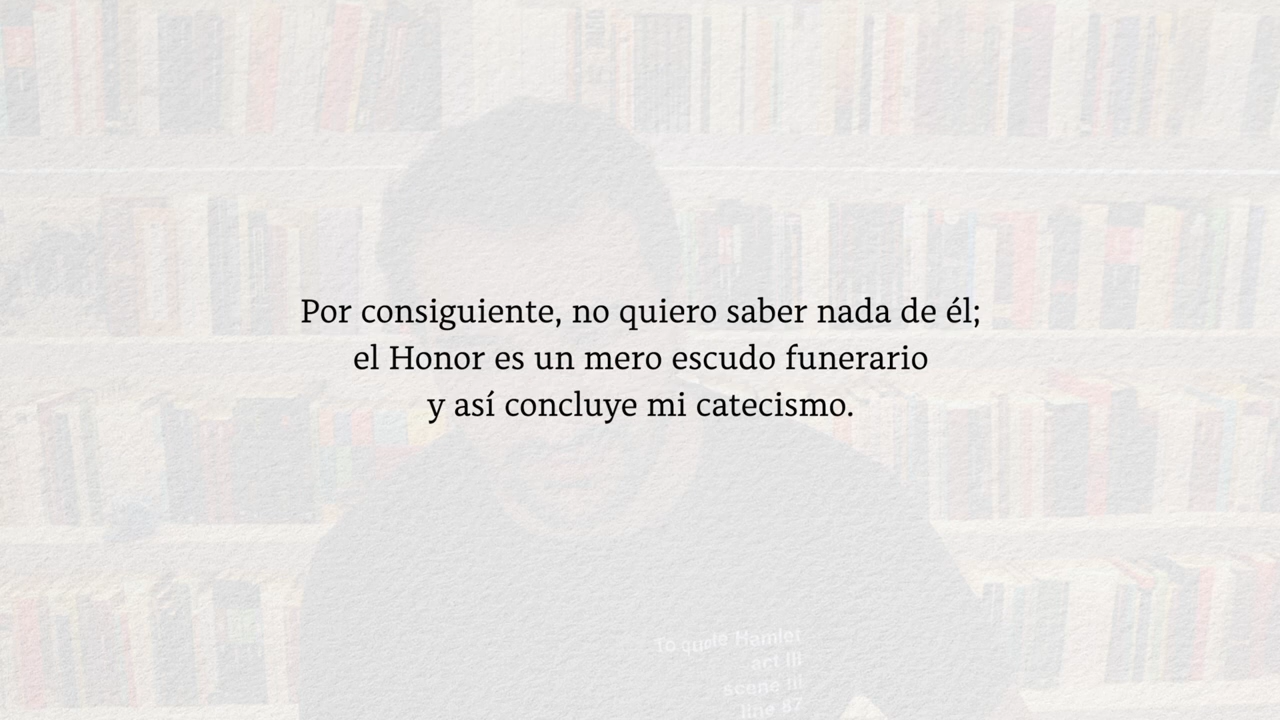 Por consiguiente, no quiero saber nada de él;
el Honor es un mero escudo funerario
y así concluye mi catecismo.
To quote Hamlet
act III
scene III
line 87